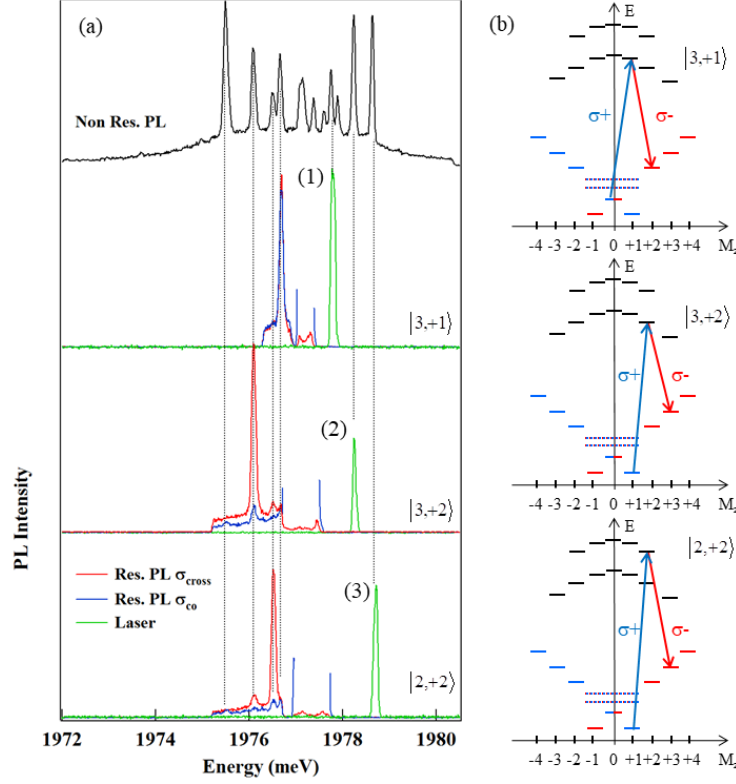 (a)
Non Res. PL
(1)
|3,+1⟩
(2)
|3,+2⟩
(3)
|2,+2⟩
Res. PL σcross
Res. PL σco
Laser
PL Intensity
1972 1974 1976 1978 1980
Energy (meV)
(b)
E
|3,+1⟩
σ+
σ-
-4 -3 -2 -1 0 +1 +2 +3 +4 Mz
E
|3,+2⟩
σ+
σ-
-4 -3 -2 -1 0 +1 +2 +3 +4 Mz
E
|2,+2⟩
σ+
σ-
-4 -3 -2 -1 0 +1 +2 +3 +4 Mz